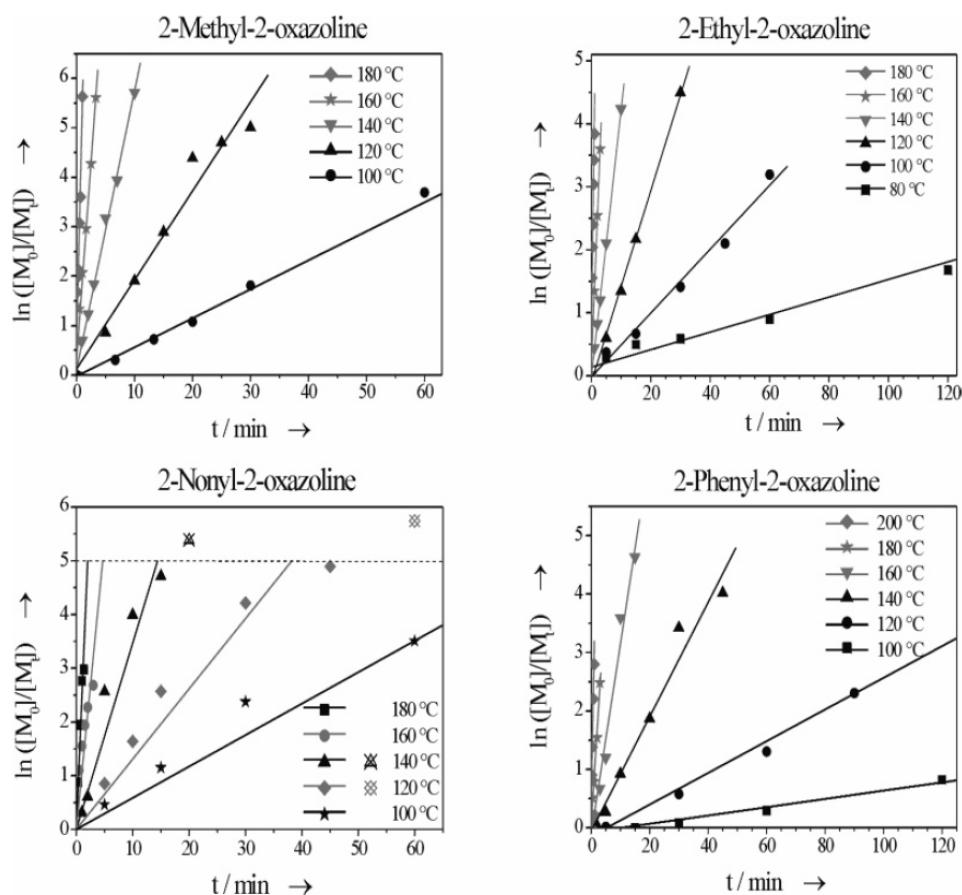 2-Methyl-2-oxazoline
ln ([M₀]/[Mₜ]) →
6
5
4
3
2
1
0
180 °C
160 °C
140 °C
120 °C
100 °C
0 20 40 60
t / min →
2-Ethyl-2-oxazoline
ln ([M₀]/[Mₜ]) →
5
4
3
2
1
0
180 °C
160 °C
140 °C
120 °C
100 °C
80 °C
0 20 40 60 80 100 120
t / min →
2-Nonyl-2-oxazoline
ln ([M₀]/[Mₜ]) →
6
5
4
3
2
1
0
180 °C
160 °C
140 °C
120 °C
100 °C
0 10 20 30 40 50 60
t / min →
2-Phenyl-2-oxazoline
ln ([M₀]/[Mₜ]) →
5
4
3
2
1
0
200 °C
180 °C
160 °C
140 °C
120 °C
100 °C
0 20 40 60 80 100 120
t / min →